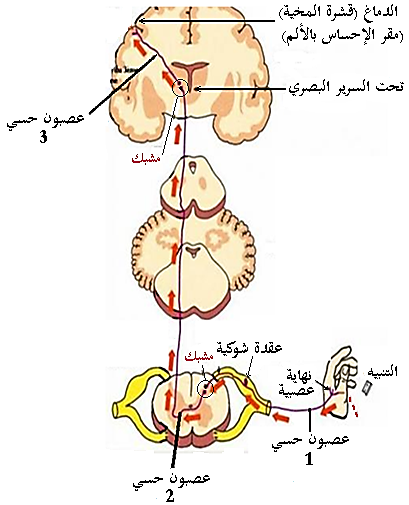 الدماغ (قشرة المخية)
(مقر الإحساس بالألم)
تحت السرير البصري
عصبون حسي
3
مشبك
عقدة شوكية
مشبك
نهاية
عصبية
التنبيه
عصبون حسي
1
عصبون حسي
2